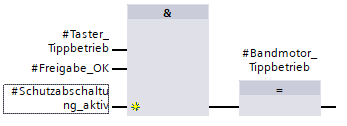 &
#Taster_
Tippbetrieb
#Freigabe_OK
#Schutzabschaltu
ng_aktiv
#Bandmotor_
Tippbetrieb
=